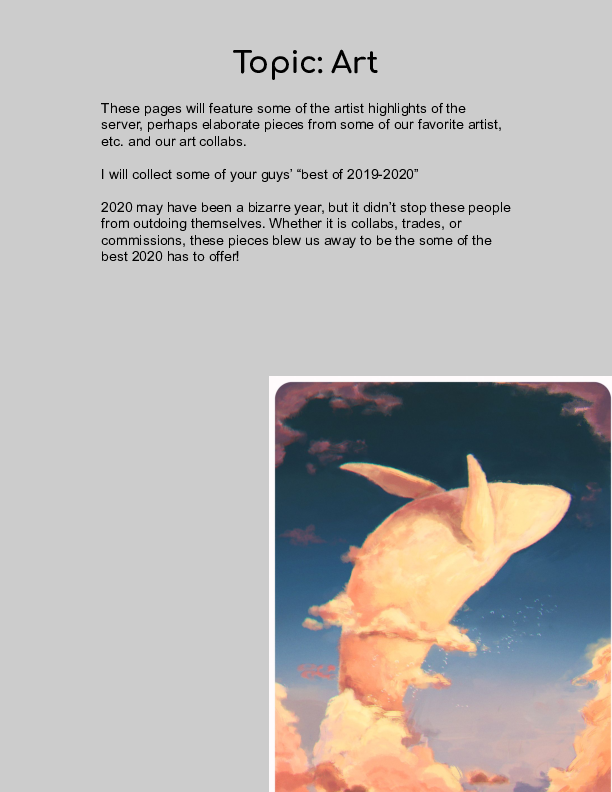 Topic: Art
These pages will feature some of the artist highlights of the
server, perhaps elaborate pieces from some of our favorite artist,
etc. and our art collabs.
I will collect some of your guys’ “best of 2019-2020”
2020 may have been a bizarre year, but it didn’t stop these people
from outdoing themselves. Whether it is collabs, trades, or
commissions, these pieces blew us away to be the some of the
best 2020 has to offer!